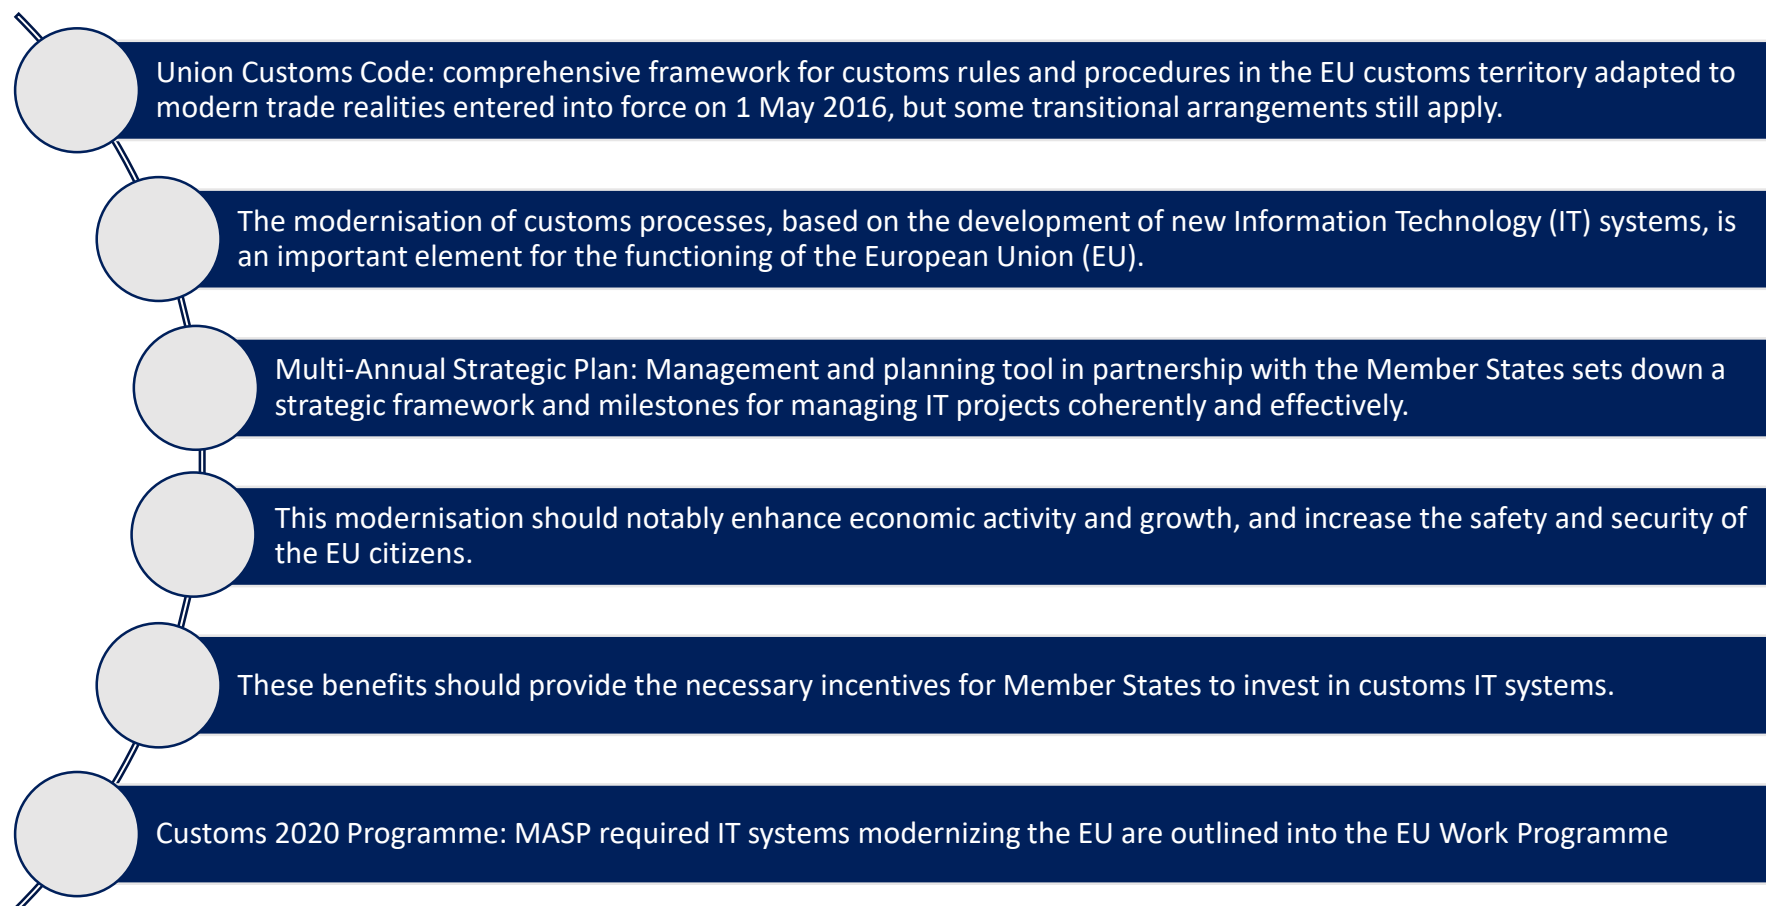 Union Customs Code: comprehensive framework for customs rules and procedures in the EU customs territory adapted to
modern trade realities entered into force on 1 May 2016, but some transitional arrangements still apply.
The modernisation of customs processes, based on the development of new Information Technology (IT) systems, is
an important element for the functioning of the European Union (EU).
Multi-Annual Strategic Plan: Management and planning tool in partnership with the Member States sets down a
strategic framework and milestones for managing IT projects coherently and effectively.
This modernisation should notably enhance economic activity and growth, and increase the safety and security of
the EU citizens.
These benefits should provide the necessary incentives for Member States to invest in customs IT systems.
Customs 2020 Programme: MASP required IT systems modernizing the EU are outlined into the EU Work Programme